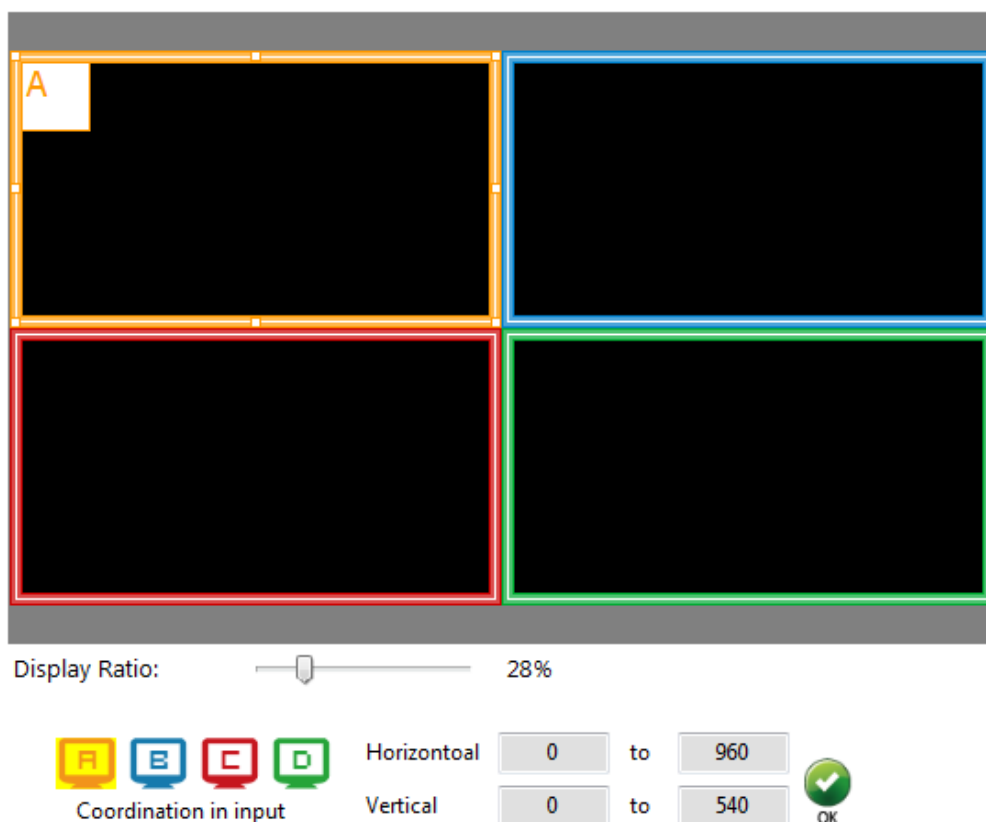 A
Display Ratio: 28%
A B C D Horizontoal 0 to 960
Coordination in input Vertical 0 to 540
OK